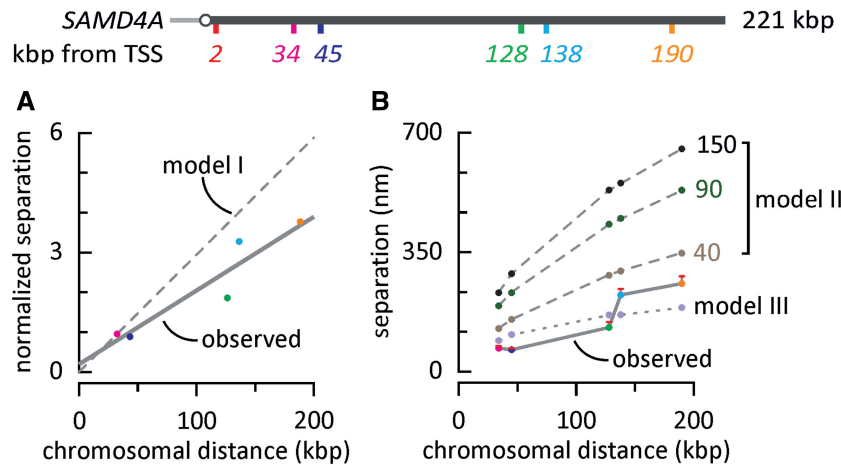 SAMD4A 221 kbp
kbp from TSS 2 34 45 128 138 190
A
normalized separation
6
3
0
model I
observed
0 100 200
chromosomal distance (kbp)
B
separation (nm)
700
350
0
150
90
40
model II
model III
observed
0 100 200
chromosomal distance (kbp)